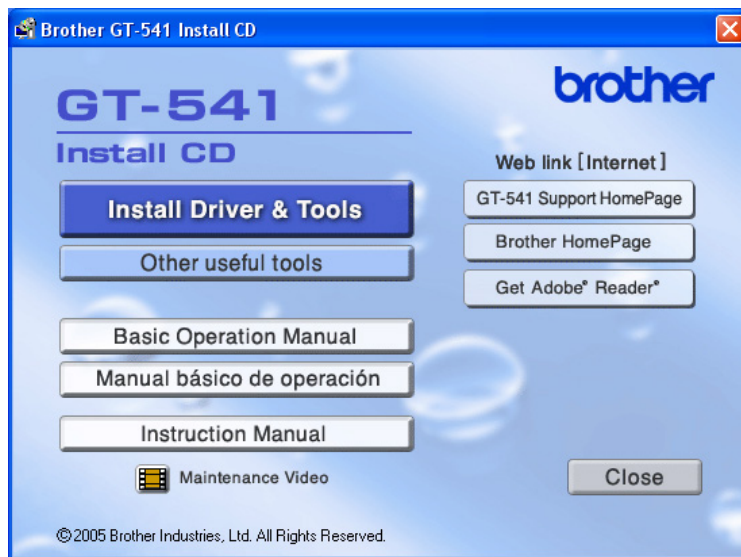 Brother GT-541 Install CD
brother
GT-541
Install CD
Install Driver & Tools
Other useful tools
Basic Operation Manual
Manual básico de operación
Instruction Manual
Maintenance Video
Web link [Internet]
GT-541 Support HomePage
Brother HomePage
Get Adobe® Reader®
Close
©2005 Brother Industries, Ltd. All Rights Reserved.